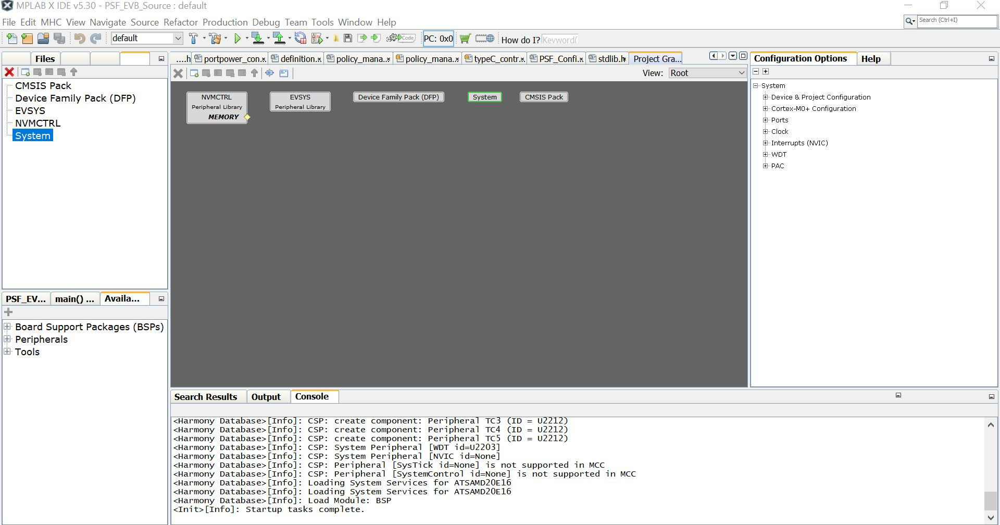 MPLAB X IDE v5.30 - PSF_EVB_Source : default
File Edit MHC View Navigate Source Refactor Production Debug Team Tools Window Help
Search (Ctrl+I)
default
Code
PC: 0x0
How do I?
Keyword(
Files
....h
portpower_con...
definition...
policy_mana...
policy_mana...
typeC_contr...
PSF_Confi...
stdlib.h
Project Gra...
Configuration Options
Help
View:
Root
CMSIS Pack
Device Family Pack (DFP)
EVSYS
NVMCTRL
System
NVMCTRL
Peripheral Library
MEMORY
EVSYS
Peripheral Library
Device Family Pack (DFP)
System
CMSIS Pack
System
Device & Project Configuration
Cortex-M0+ Configuration
Ports
Clock
Interrupts (NVIC)
WDT
PAC
PSF_EV...
main() ...
Availa...
Board Support Packages (BSPs)
Peripherals
Tools
Search Results
Output
Console
<Harmony Database>[Info]: CSP: create component: Peripheral TC3 (ID = U2212)
<Harmony Database>[Info]: CSP: create component: Peripheral TC4 (ID = U2212)
<Harmony Database>[Info]: CSP: create component: Peripheral TC5 (ID = U2212)
<Harmony Database>[Info]: CSP: System Peripheral [WDT id=U2203]
<Harmony Database>[Info]: CSP: System Peripheral [NVIC id=None]
<Harmony Database>[Info]: CSP: Peripheral [SysTick id=None] is not supported in MCC
<Harmony Database>[Info]: CSP: Peripheral [SystemControl id=None] is not supported in MCC
<Harmony Database>[Info]: Loading System Services for ATSAMD20E16
<Harmony Database>[Info]: Loading System Services for ATSAMD20E16
<Harmony Database>[Info]: Load Module: BSP
<Init>[Info]: Startup tasks complete.